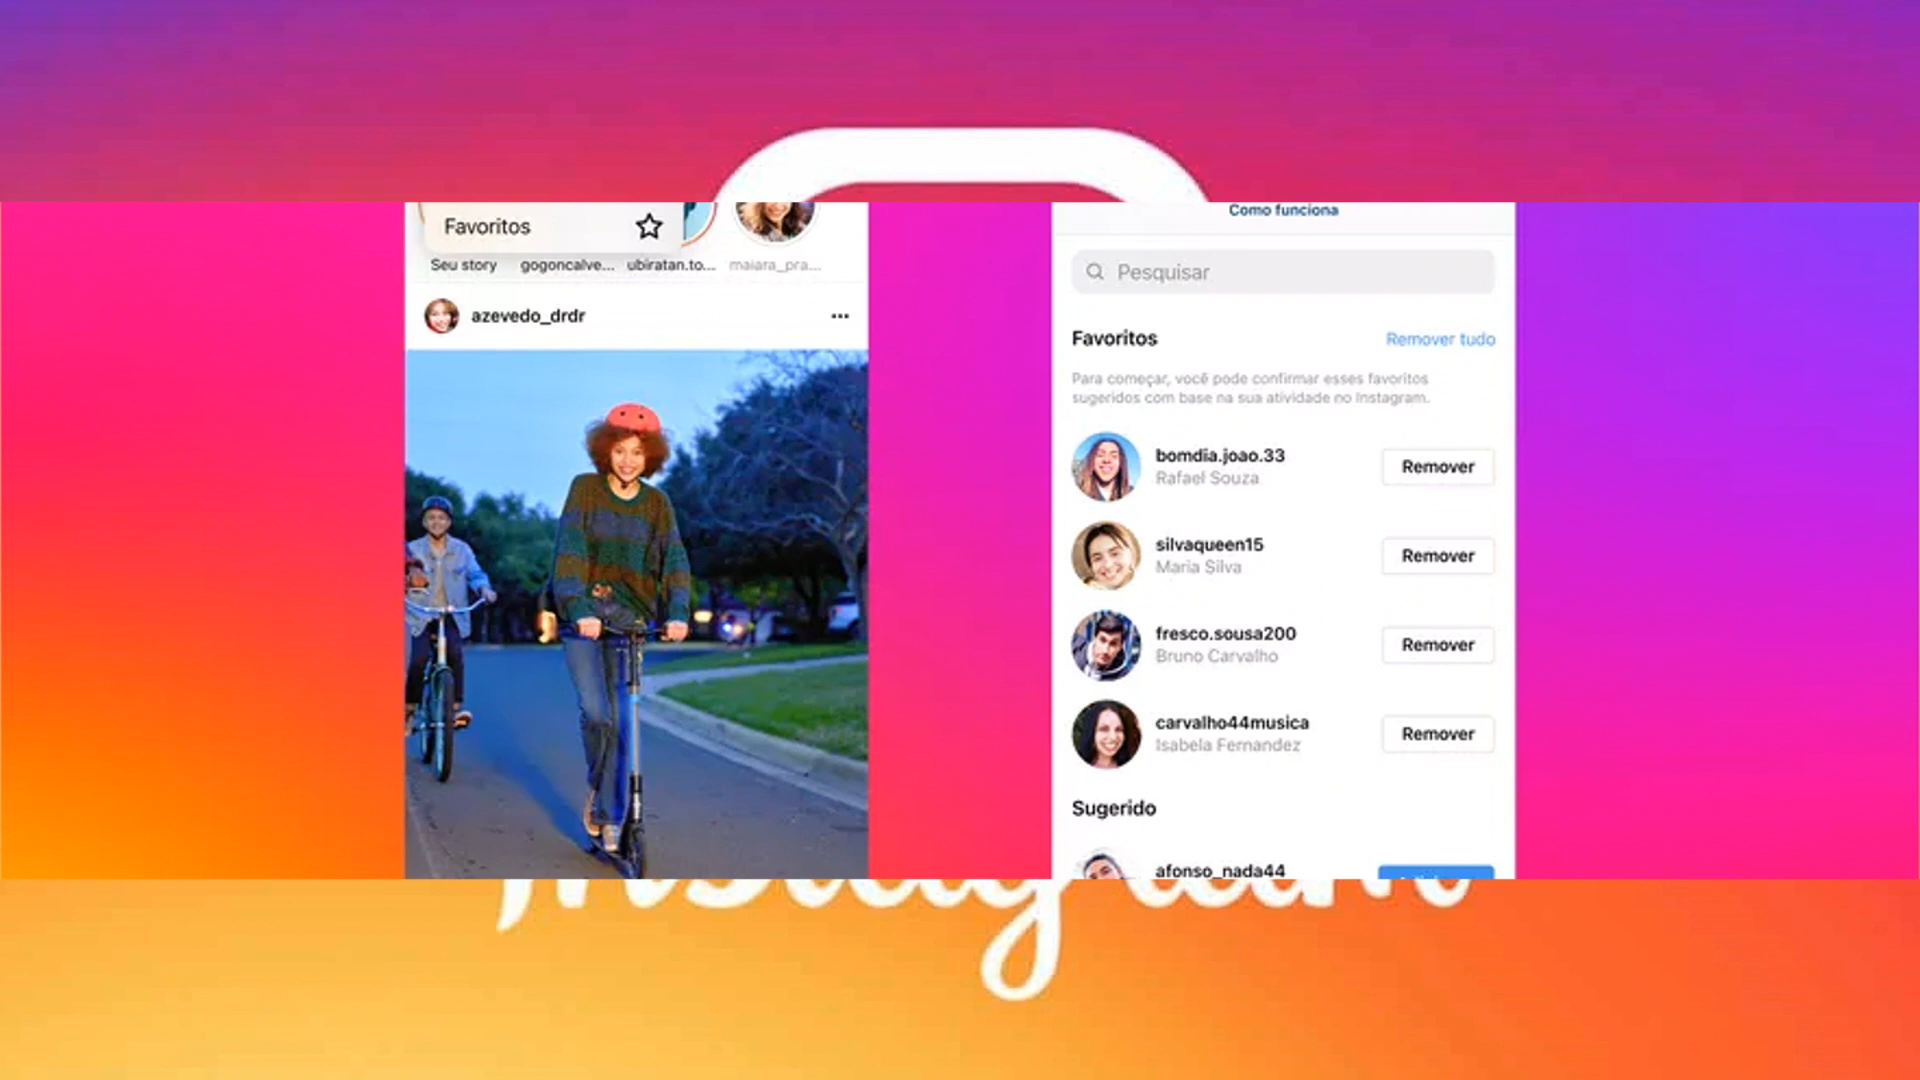 Favoritos
Seu story gogoncalve... ubiratan.to... maiara_pra...
azevedo_drdr
Como funciona
Pesquisar
Favoritos
Remover tudo
Para começar, você pode confirmar esses favoritos
sugeridos com base na sua atividade no Instagram.
bomdia.joao.33
Rafael Souza
Remover
silvaqueen15
Maria Silva
Remover
fresco.sousa200
Bruno Carvalho
Remover
carvalho44musica
Isabela Fernandez
Remover
Sugerido
afonso_nada44
Instagram